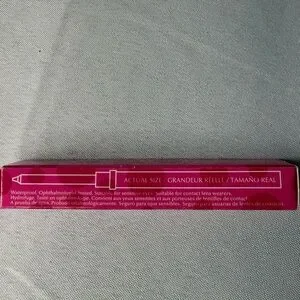 ACTUAL SIZE GRANDEUR RÉELLE / TAMAÑO REAL
Waterproof. Ophthalmologist tested. Suitable for sensitive eyes. Suitable for contact lens wearers.
Hydrofuge. Testé en ophtalmologie. Convient aux yeux sensibles et aux porteuses de lentilles de contact.
A prueba de agua. Probado oftalmológicamente. Seguro para ojos sensibles. Seguro para usuarias de lentes de contacto.